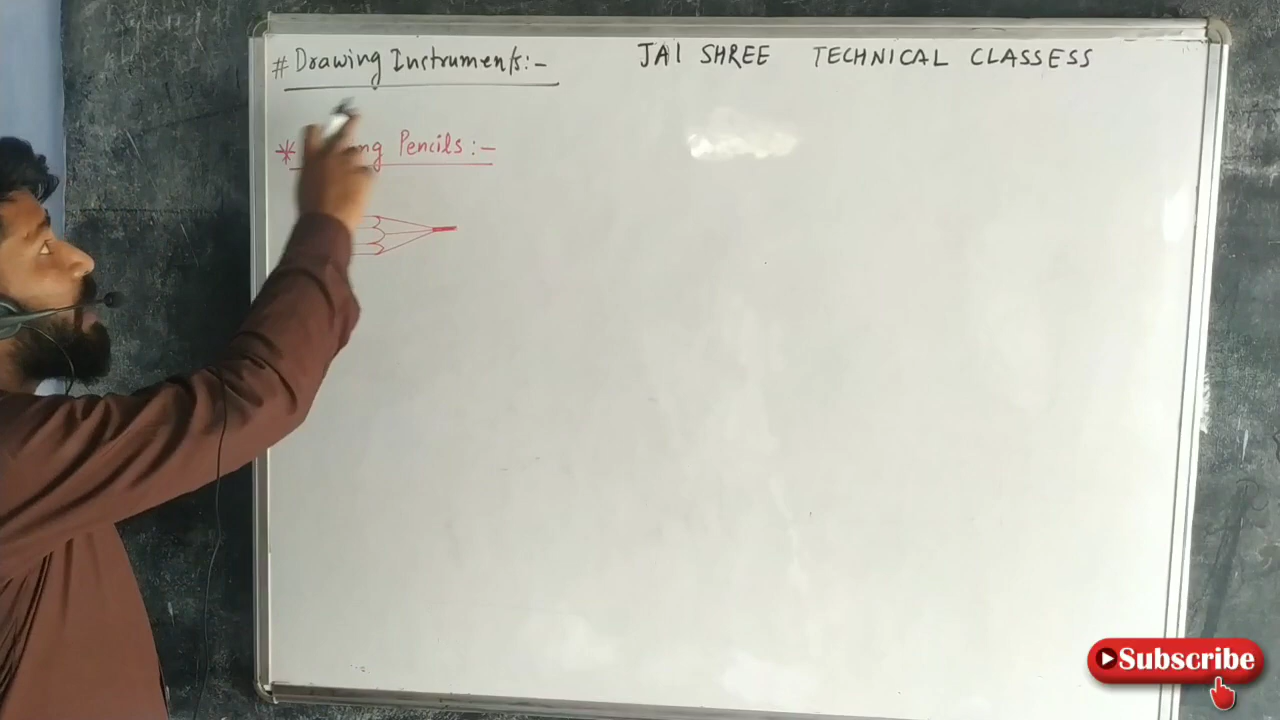 # Drawing Instruments:-
JAI SHREE TECHNICAL CLASSESS
* Pencils:-
Subscribe